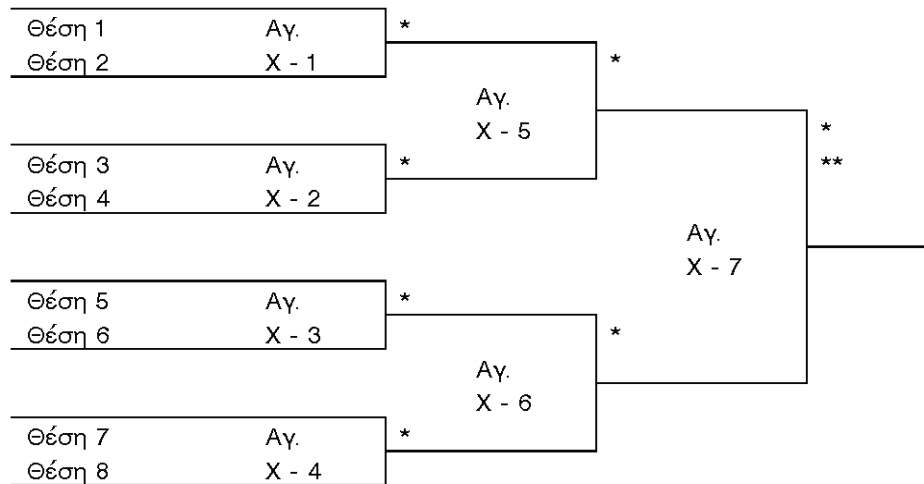 Θέση 1 Αγ. *
Θέση 2 Χ - 1 *
Αγ.
Χ - 5 *
Θέση 3 Αγ. * **
Θέση 4 Χ - 2
Αγ.
Χ - 7
Θέση 5 Αγ. *
Θέση 6 Χ - 3 *
Αγ.
Χ - 6
Θέση 7 Αγ. *
Θέση 8 Χ - 4